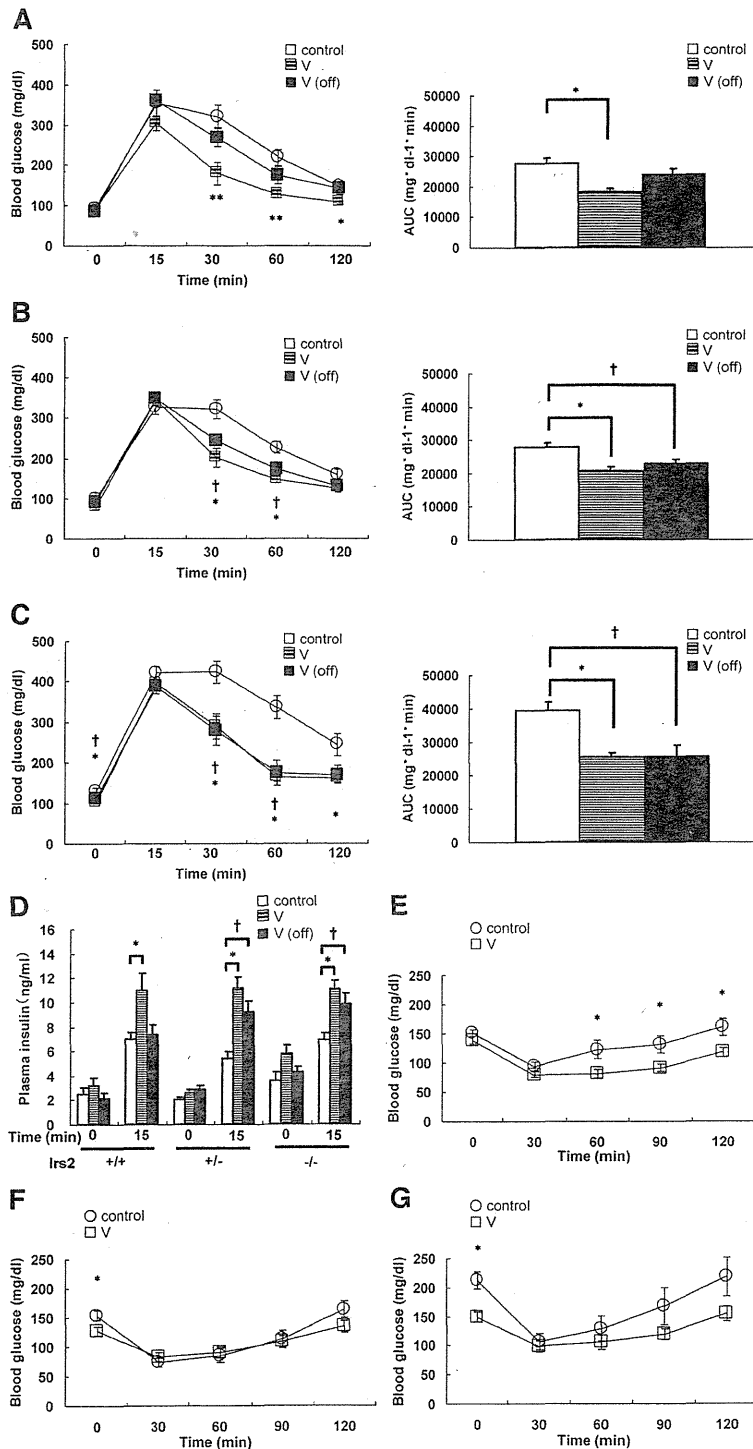 A
500
400
300
200
100
0
Blood glucose (mg/dl)
control
V
V (off)
** ** *
0 15 30 60 120
Time (min)
50000
40000
30000
20000
10000
0
AUC (mg* dl-1* min)
control
V
V (off)
*
B
500
400
300
200
100
0
Blood glucose (mg/dl)
control
V
V (off)
† †
* *
0 15 30 60 120
Time (min)
50000
40000
30000
20000
10000
0
AUC (mg* dl-1* min)
control
V
V (off)
†
*
C
500
400
300
200
100
0
Blood glucose (mg/dl)
control
V
V (off)
†
*
† †
* * *
0 15 30 60 120
Time (min)
50000
40000
30000
20000
10000
0
AUC (mg* dl-1* min)
control
V
V (off)
†
*
D
16
14
12
10
8
6
4
2
0
Plasma insulin (ng/ml)
control
V
V (off)
*
†
*
†
*
Time (min) 0 15 0 15 0 15
Irs2 +/+ +/- -/-
E
control
V
250
200
150
100
50
0
Blood glucose (mg/dl)
* * *
0 30 60 90 120
Time (min)
F
control
V
250
200
150
100
50
0
Blood glucose (mg/dl)
*
0 30 60 90 120
Time (min)
G
control
V
250
200
150
100
50
0
Blood glucose (mg/dl)
*
0 30 60 90 120
Time (min)